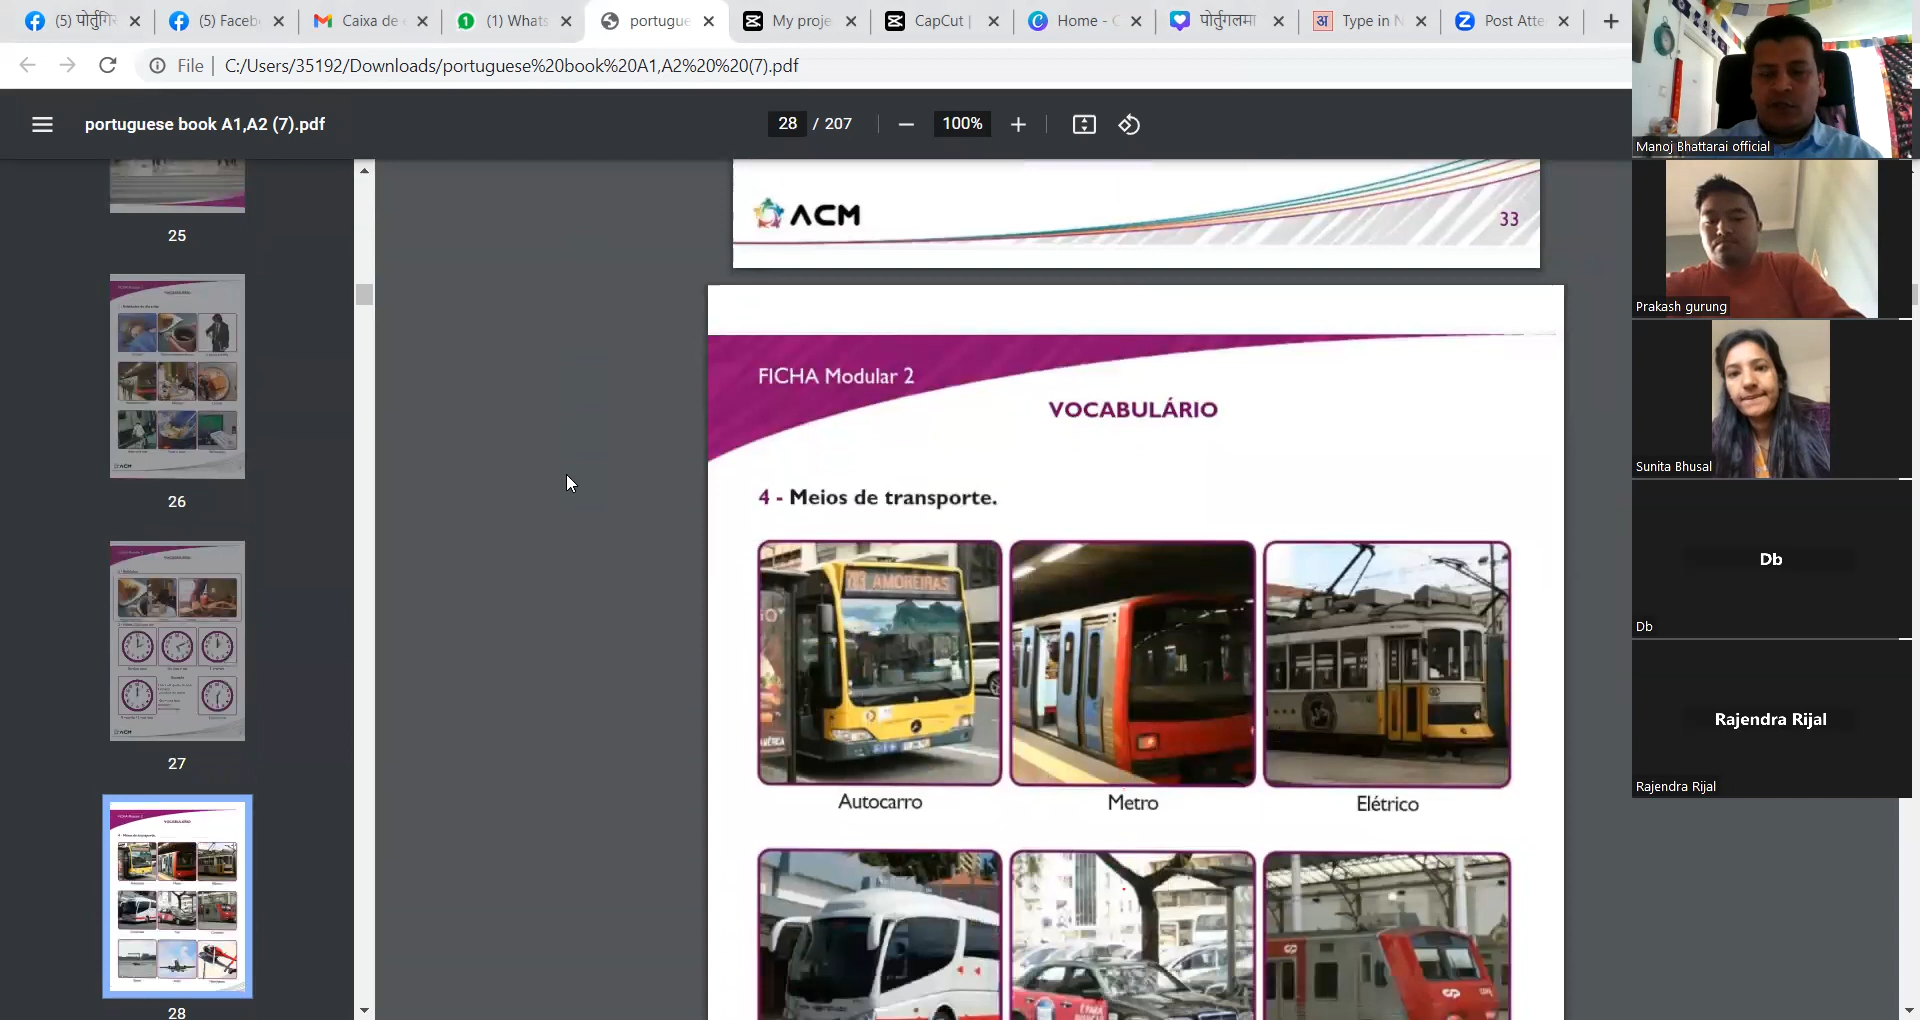 (5) पोर्तुगि
(5) Faceb
Caixa de
(1) Whats
portugue
My proje
CapCut |
Home - C
पोर्तुगलमा
Type in N
Post Atte
File
C:/Users/35192/Downloads/portuguese%20book%20A1,A2%20%20(7).pdf
portuguese book A1,A2 (7).pdf
28 / 207
100%
25
26
27
28
ACM
33
FICHA Modular 2
VOCABULÁRIO
4 - Meios de transporte.
AMOREIRAS
Autocarro
Metro
Elétrico
Manoj Bhattarai official
Prakash gurung
Sunita Bhusal
Db
Db
Rajendra Rijal
Rajendra Rijal